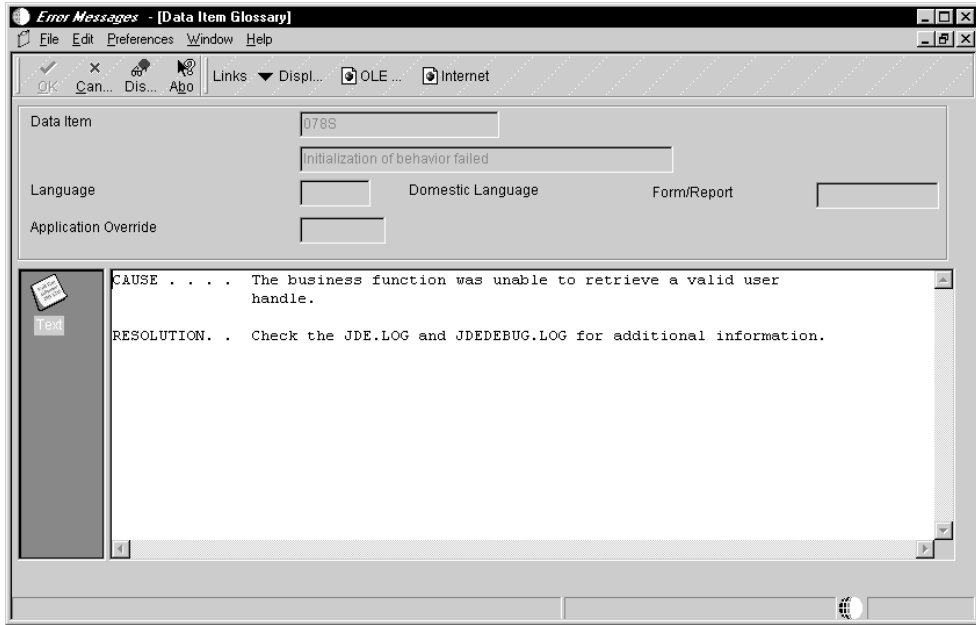 Error Messages - [Data Item Glossary]
File Edit Preferences Window Help
OK Can... Dis... Abo Links Displ... OLE ... Internet
Data Item 078S
Initialization of behavior failed
Language Domestic Language Form/Report
Application Override
Text
CAUSE . . . . The business function was unable to retrieve a valid user
handle.
RESOLUTION. . Check the JDE.LOG and JDEDEBUG.LOG for additional information.